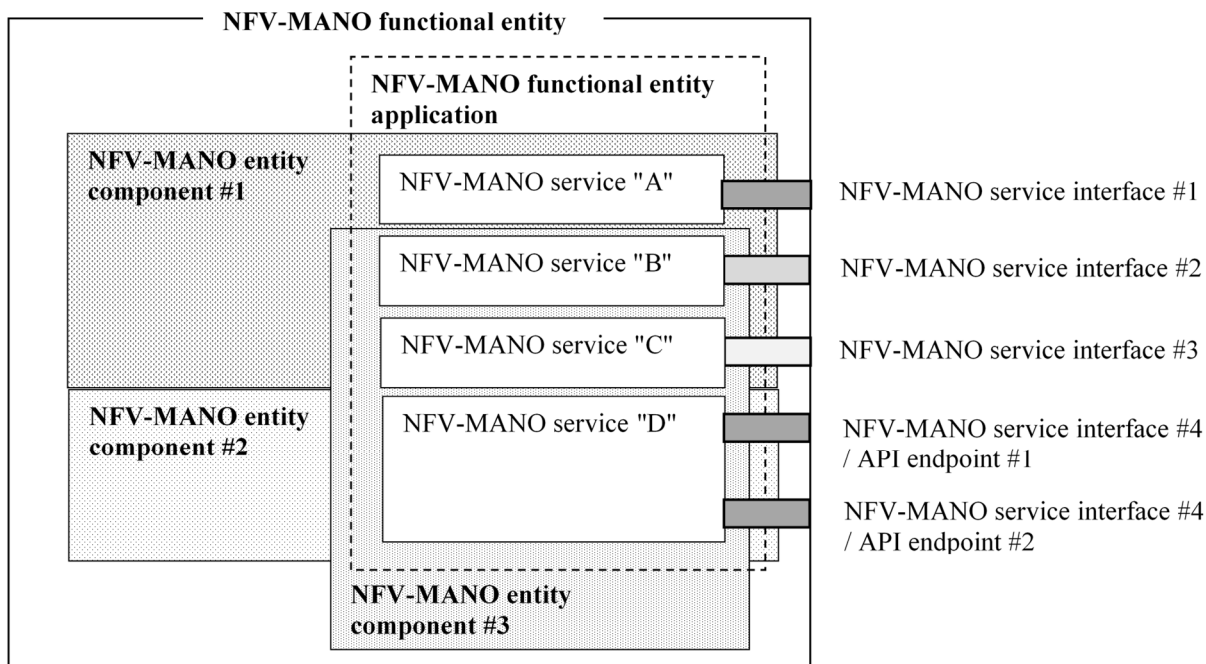 NFV-MANO functional entity
NFV-MANO functional entity
application
NFV-MANO entity
component #1
NFV-MANO service "A"
NFV-MANO service interface #1
NFV-MANO service "B"
NFV-MANO service interface #2
NFV-MANO service "C"
NFV-MANO service interface #3
NFV-MANO entity
component #2
NFV-MANO service "D"
NFV-MANO service interface #4
/ API endpoint #1
NFV-MANO service interface #4
/ API endpoint #2
NFV-MANO entity
component #3